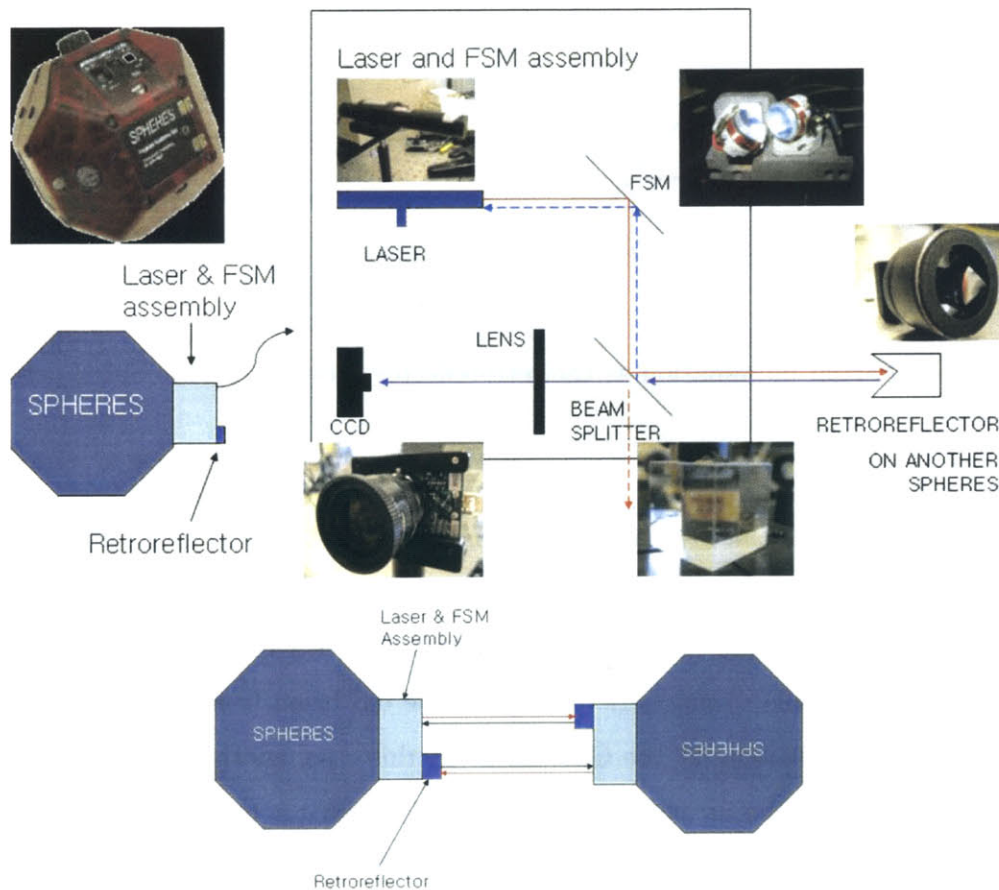 Laser and FSM assembly
SPHERES
FSM
LASER
Laser & FSM
assembly
LENS
SPHERES
CCD
BEAM
SPLITTER
RETROREFLECTOR
ON ANOTHER
SPHERES
Retroreflector
Laser & FSM
Assembly
SPHERES
SPHERES
Retroreflector